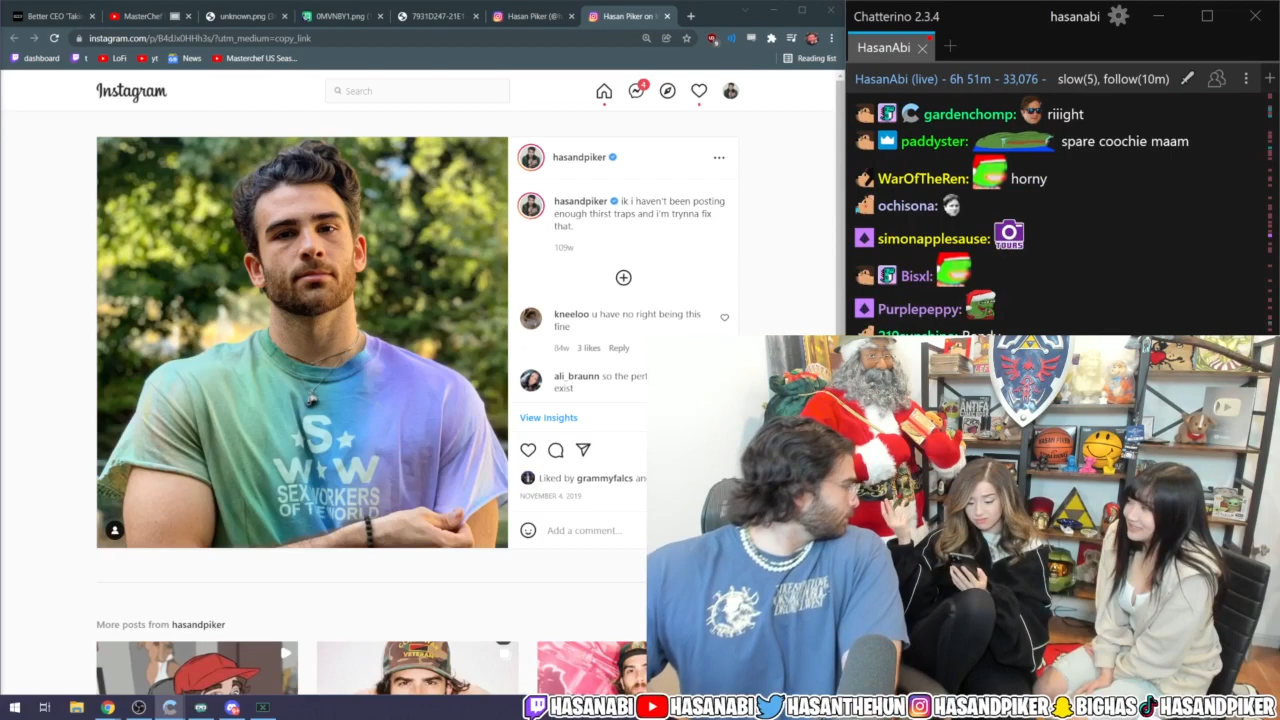 Better CEO 'Takin
MasterChef
unknown.png (3
0MVNBY1.png (
7931D247-21E1
Hasan Piker (@h
Hasan Piker on I
instagram.com/p/B4dJx0HHh3s/?utm_medium=copy_link
dashboard
t
LoFi
yt
News
Masterchef US Seas...
Reading list
Instagram
Search
4
hasandpiker
hasandpiker ik i haven't been posting
enough thirst traps and i'm trynna fix
that.
109w
kneeloo u have no right being this
fine
84w 3 likes Reply
ali_braunn so the perf
exist
View Insights
Liked by grammyfalcs an
NOVEMBER 4, 2019
Add a comment...
S
W W
SEX WORKERS
OF THE WORLD
More posts from hasandpiker
VETERAN
Chatterino 2.3.4
hasanabi
HasanAbi
HasanAbi (live) - 6h 51m - 33,076 - slow(5), follow(10m)
gardenchomp: riiight
paddyster: spare coochie maam
WarOfTheRen: horny
ochisona:
simonapplesause: TOURS
Bisxl:
Purplepeppy:
ANTIFA
HASANABI
HASANABI
HASANTHEHUN
HASANDPIKER
BIGHAS
HASANDPIKER